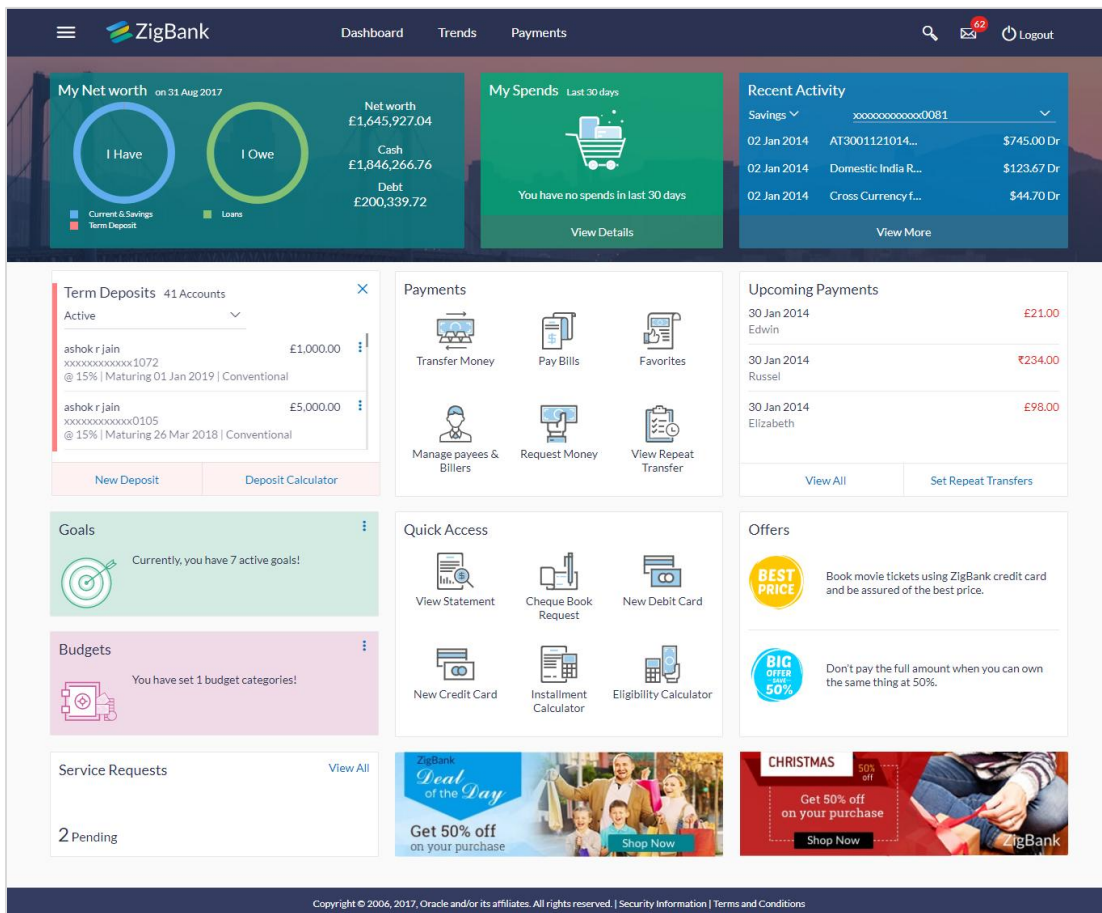 ZigBank
Dashboard Trends Payments
62
Logout
My Net worth on 31 Aug 2017
I Have
I Owe
Current & Savings
Term Deposit
Loans
Net worth
£1,645,927.04
Cash
£1,846,266.76
Debt
£200,339.72
My Spends Last 30 days
You have no spends in last 30 days
View Details
Recent Activity
Savings xxxxxxxxxxxx0081
02 Jan 2014 AT3001121014... $745.00 Dr
02 Jan 2014 Domestic India R... $123.67 Dr
02 Jan 2014 Cross Currency f... $44.70 Dr
View More
Term Deposits 41 Accounts
Active
ashok r jain £1,000.00
xxxxxxxxxxxx1072
@ 15% | Maturing 01 Jan 2019 | Conventional
ashok r jain £5,000.00
xxxxxxxxxxxx0105
@ 15% | Maturing 26 Mar 2018 | Conventional
New Deposit Deposit Calculator
Payments
Transfer Money
Pay Bills
Favorites
Manage payees &
Billers
Request Money
View Repeat
Transfer
Upcoming Payments
30 Jan 2014 £21.00
Edwin
30 Jan 2014 ₹234.00
Russel
30 Jan 2014 £98.00
Elizabeth
View All Set Repeat Transfers
Goals
Currently, you have 7 active goals!
Budgets
You have set 1 budget categories!
Quick Access
View Statement
Cheque Book
Request
New Debit Card
New Credit Card
Installment
Calculator
Eligibility Calculator
Offers
BEST
PRICE
Book movie tickets using ZigBank credit card
and be assured of the best price.
BIG
OFFER
SAVE
50%
Don't pay the full amount when you can own
the same thing at 50%.
Service Requests View All
2 Pending
ZigBank
Deal
of the Day
Get 50% off
on your purchase
Shop Now
CHRISTMAS
50%
off
Get 50% off
on your purchase
Shop Now
ZigBank
Copyright © 2006, 2017, Oracle and/or its affiliates. All rights reserved. | Security Information | Terms and Conditions